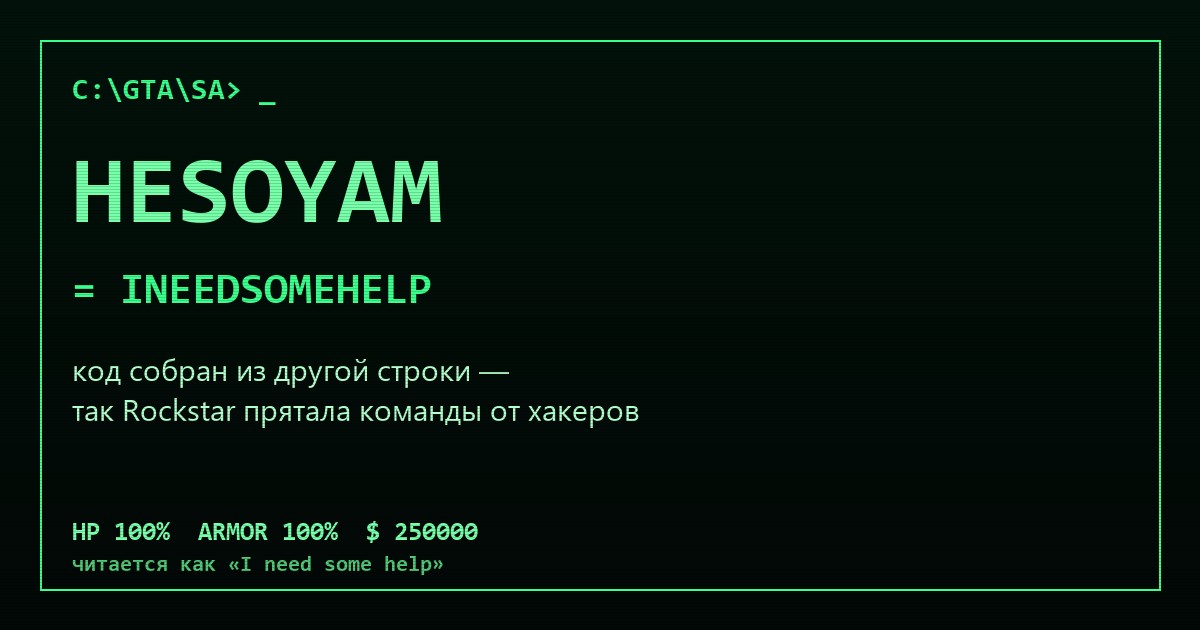 C:\GTA\SA> _
HESOYAM
= INEEDSOMEHELP
код собран из другой строки —
так Rockstar прятала команды от хакеров
HP 100% ARMOR 100% $ 250000
читается как «I need some help»